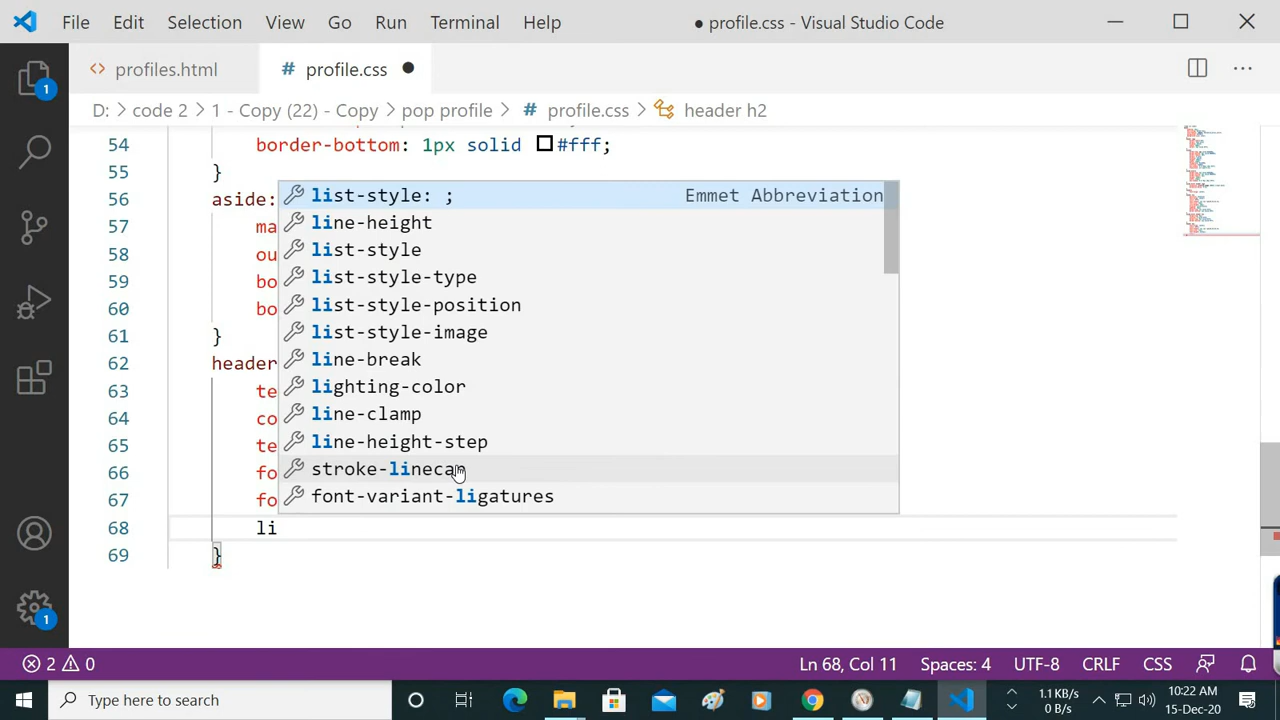 File Edit Selection View Go Run Terminal Help ● profile.css - Visual Studio Code
profiles.html # profile.css ●
D: > code 2 > 1 - Copy (22) - Copy > pop profile > # profile.css > header h2
54 border-bottom: 1px solid #fff;
55 }
56 aside:
57 ma
58 ou
59 bo
60 bo
61 }
62 header
63 te
64 co
65 te
66 fo
67 fo
68 li
69 }
list-style: ; Emmet Abbreviation
line-height
list-style
list-style-type
list-style-position
list-style-image
line-break
lighting-color
line-clamp
line-height-step
stroke-linecap
font-variant-ligatures
1
1
2 0 Ln 68, Col 11 Spaces: 4 UTF-8 CRLF CSS
Type here to search
1.1 KB/s
0 B/s
10:22 AM
15-Dec-20